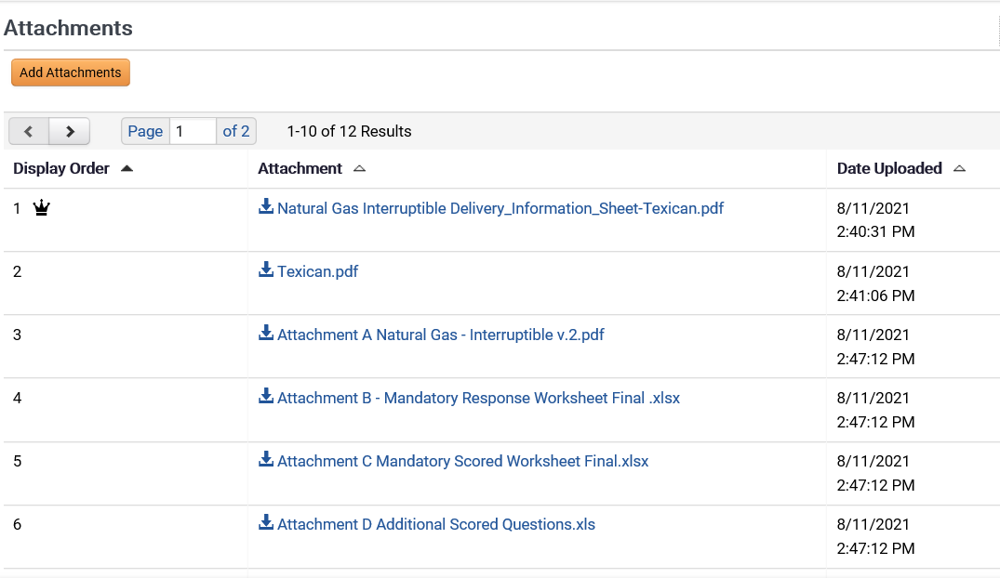 Attachments
Add Attachments
Page 1 of 2 1-10 of 12 Results
Display Order Attachment Date Uploaded
1 Natural Gas Interruptible Delivery_Information_Sheet-Texican.pdf 8/11/2021
2:40:31 PM
2 Texican.pdf 8/11/2021
2:41:06 PM
3 Attachment A Natural Gas - Interruptible v.2.pdf 8/11/2021
2:47:12 PM
4 Attachment B - Mandatory Response Worksheet Final .xlsx 8/11/2021
2:47:12 PM
5 Attachment C Mandatory Scored Worksheet Final.xlsx 8/11/2021
2:47:12 PM
6 Attachment D Additional Scored Questions.xls 8/11/2021
2:47:12 PM